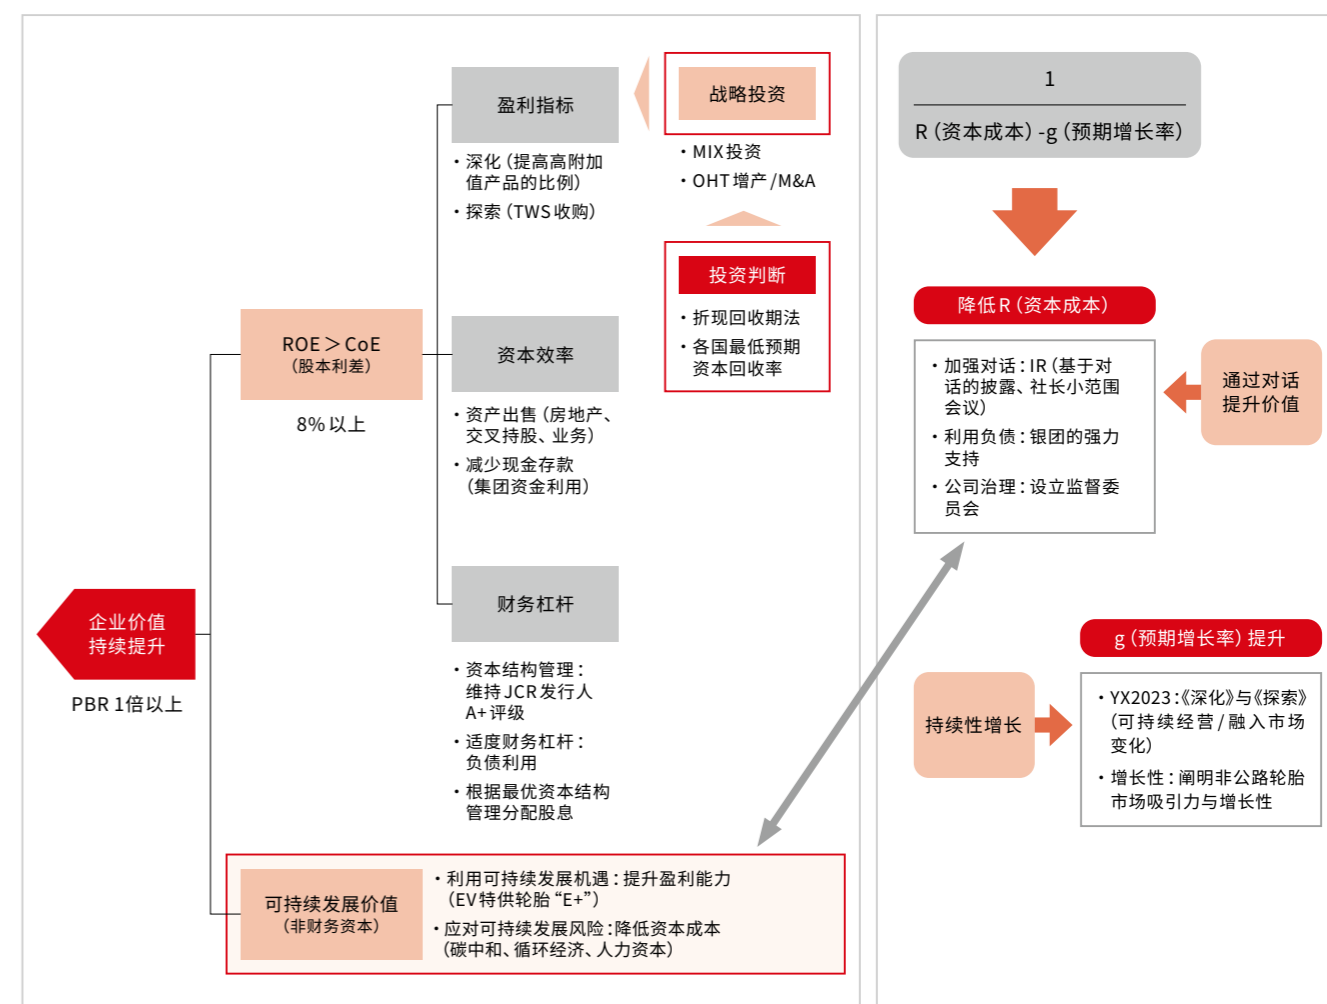 企业价值
持续提升
PBR 1倍以上
ROE＞CoE
（股本利差）
8%以上
盈利指标
・深化（提高高附加
值产品的比例）
・探索（TWS收购）
战略投资
・MIX投资
・OHT增产/M&A
投资判断
・折现回收期法
・各国最低预期
资本回收率
资本效率
・资产出售（房地产、
交叉持股、业务）
・减少现金存款
（集团资金利用）
财务杠杆
・资本结构管理：
维持JCR发行人
A+评级
・适度财务杠杆：
负债利用
・根据最优资本结构
管理分配股息
可持续发展价值
（非财务资本）
・利用可持续发展机遇：提升盈利能力
（EV特供轮胎“E+”）
・应对可持续发展风险：降低资本成本
（碳中和、循环经济、人力资本）
1
R（资本成本）-g（预期增长率）
降低R（资本成本）
・加强对话：IR（基于对
话的披露、社长小范围
会议）
・利用负债：银团的强力
支持
・公司治理：设立监督委
员会
通过对话
提升价值
g（预期增长率）提升
持续性增长
・YX2023：《深化》与《探索》
（可持续经营/融入市场
变化）
・增长性：阐明非公路轮胎
市场吸引力与增长性